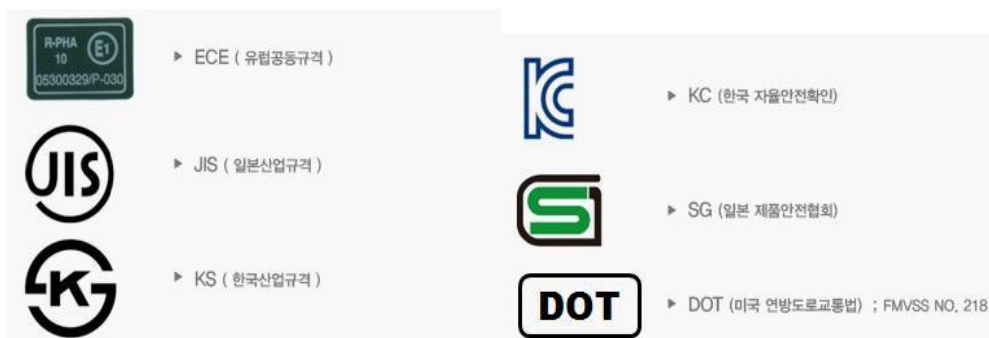 R-PHA
10
E1
05300329/P-030
▶ ECE ( 유럽공동규격 )
JIS
▶ JIS ( 일본산업규격 )
K
▶ KS ( 한국산업규격 )
KC
▶ KC (한국 자율안전확인)
S
▶ SG (일본 제품안전협회)
DOT
▶ DOT (미국 연방도로교통법) ; FMVSS NO. 218